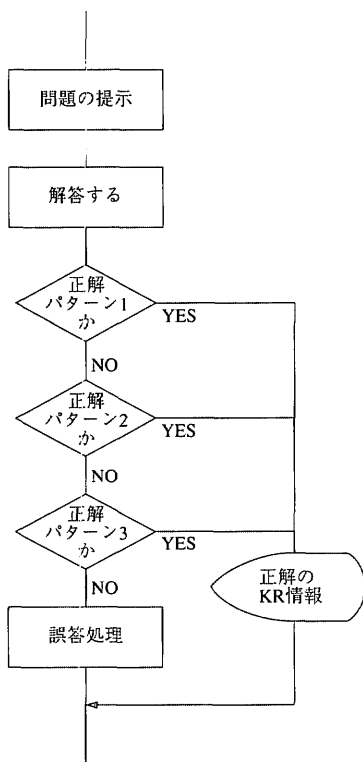 問題の提示
解答する
正解
パターン1
か
YES
NO
正解
パターン2
か
YES
NO
正解
パターン3
か
YES
NO
誤答処理
正解の
KR情報